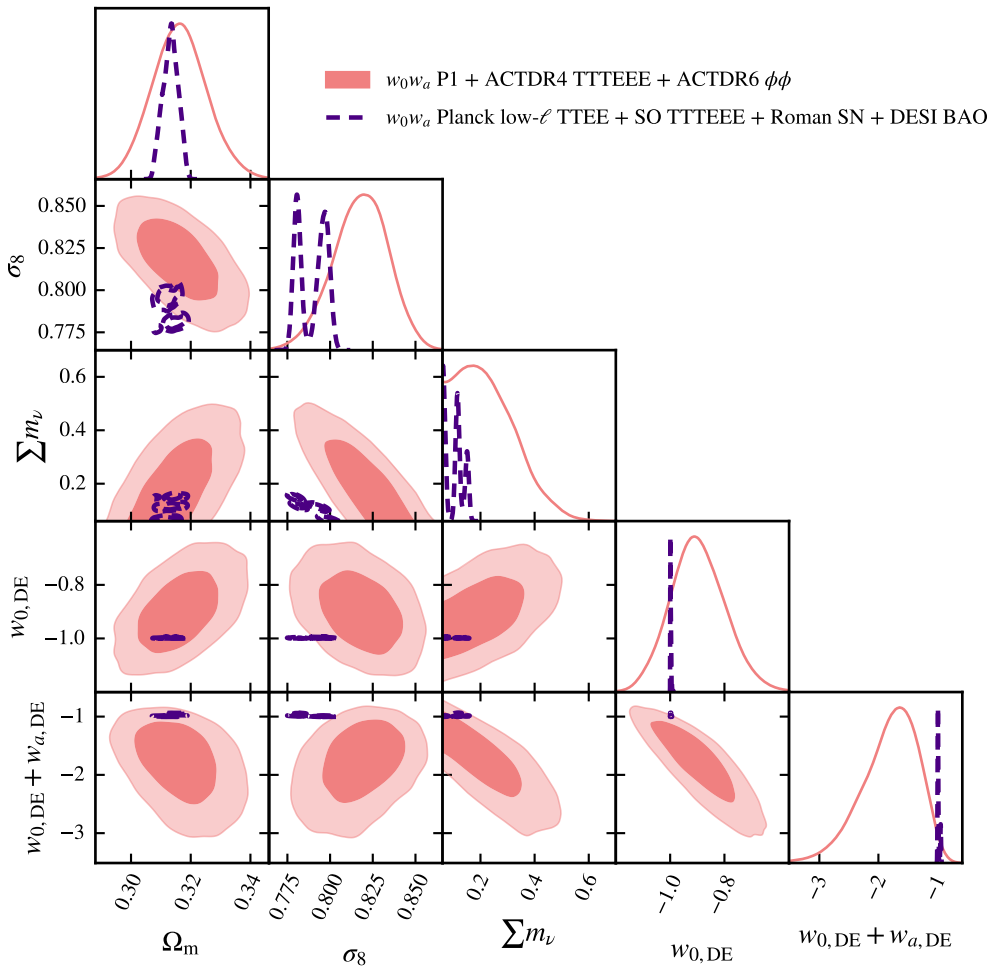 w₀wₐ P1 + ACTDR4 TTTEEE + ACTDR6 ϕϕ
w₀wₐ Planck low-ℓ TTEE + SO TTTEEE + Roman SN + DESI BAO
0.850
0.825
0.800
0.775
σ₈
0.6
0.4
0.2
∑mᵥ
−0.8
−1.0
w₀,DE
−1
−2
−3
w₀,DE + wₐ,DE
0.30 0.32 0.34
0.775 0.800 0.825 0.850
0.2 0.4 0.6
−1.0 −0.8
−3 −2 −1
Ωₘ σ₈ ∑mᵥ w₀,DE w₀,DE + wₐ,DE